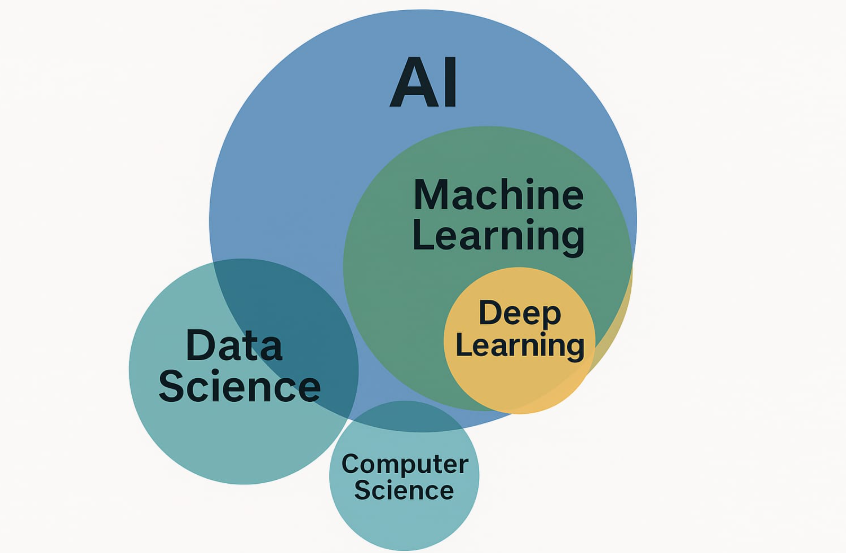 AI
Machine
Learning
Deep
Learning
Data
Science
Computer
Science